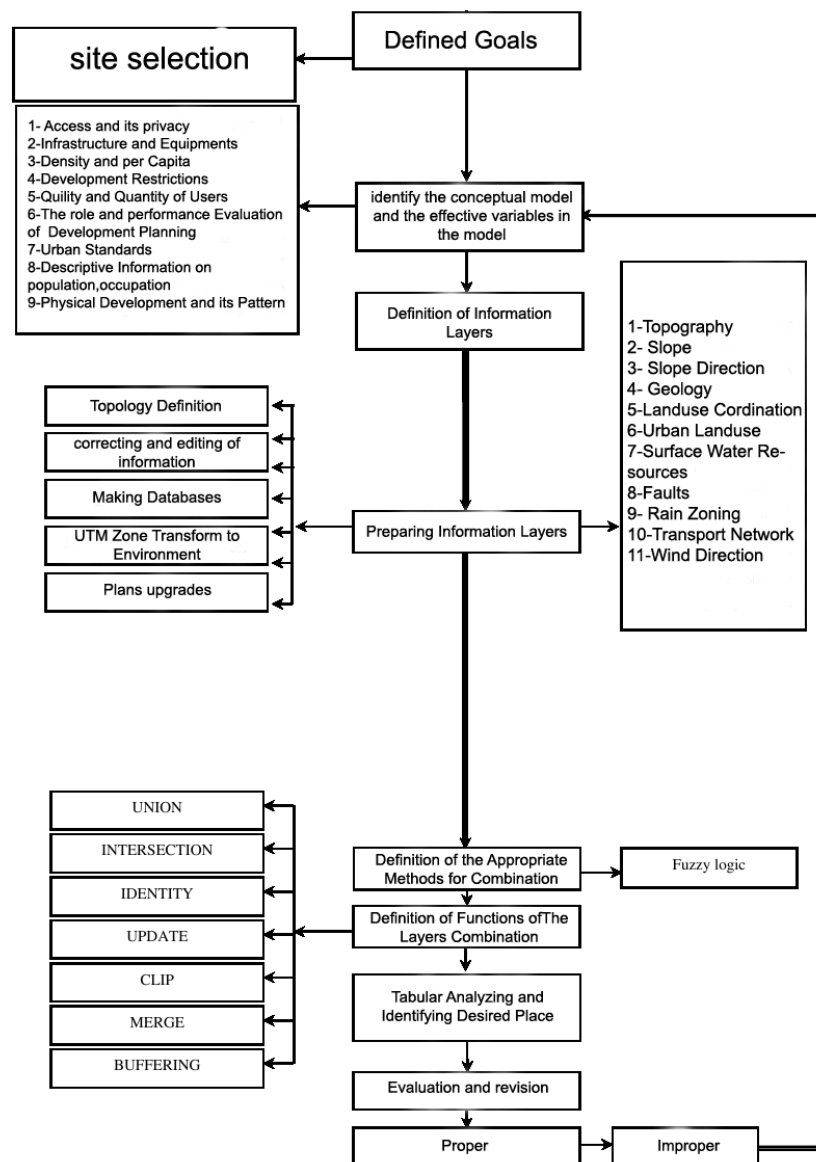 Defined Goals
site selection
1- Access and its privacy
2-Infrastructure and Equipments
3-Density and per Capita
4-Development Restrictions
5-Quility and Quantity of Users
6-The role and performance Evaluation
of Development Planning
7-Urban Standards
8-Descriptive Information on
population,occupation
9-Physical Development and its Pattern
identify the conceptual model
and the effective variables in
the model
Definition of Information
Layers
1-Topography
2- Slope
3- Slope Direction
4- Geology
5-Landuse Cordination
6-Urban Landuse
7-Surface Water Re-
sources
8-Faults
9- Rain Zoning
10-Transport Network
11-Wind Direction
Topology Definition
correcting and editing of
information
Making Databases
UTM Zone Transform to
Environment
Plans upgrades
Preparing Information Layers
Definition of the Appropriate
Methods for Combination
Fuzzy logic
Definition of Functions ofThe
Layers Combination
UNION
INTERSECTION
IDENTITY
UPDATE
CLIP
MERGE
BUFFERING
Tabular Analyzing and
Identifying Desired Place
Evaluation and revision
Proper
Improper